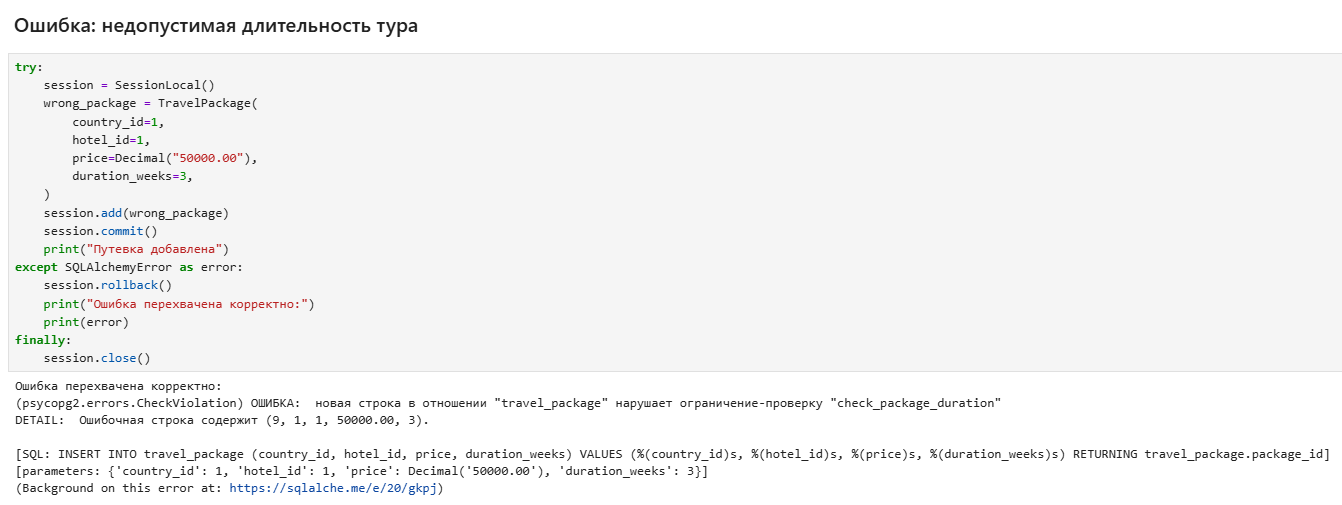 Ошибка: недопустимая длительность тура
try:
    session = SessionLocal()
    wrong_package = TravelPackage(
        country_id=1,
        hotel_id=1,
        price=Decimal("50000.00"),
        duration_weeks=3,
    )
    session.add(wrong_package)
    session.commit()
    print("Путевка добавлена")
except SQLAlchemyError as error:
    session.rollback()
    print("Ошибка перехвачена корректно:")
    print(error)
finally:
    session.close()
Ошибка перехвачена корректно:
(psycopg2.errors.CheckViolation) ОШИБКА:  новая строка в отношении "travel_package" нарушает ограничение-проверку "check_package_duration"
DETAIL:  Ошибочная строка содержит (9, 1, 1, 50000.00, 3).
[SQL: INSERT INTO travel_package (country_id, hotel_id, price, duration_weeks) VALUES (%(country_id)s, %(hotel_id)s, %(price)s, %(duration_weeks)s) RETURNING travel_package.package_id]
[parameters: {'country_id': 1, 'hotel_id': 1, 'price': Decimal('50000.00'), 'duration_weeks': 3}]
(Background on this error at: https://sqlalche.me/e/20/gkpj)